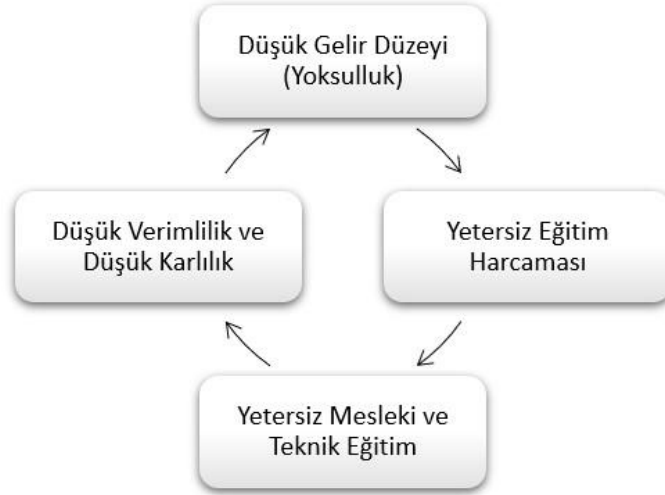 Düşük Gelir Düzeyi
(Yoksulluk)
Yetersiz Eğitim
Harcaması
Yetersiz Mesleki ve
Teknik Eğitim
Düşük Verimlilik ve
Düşük Karlılık